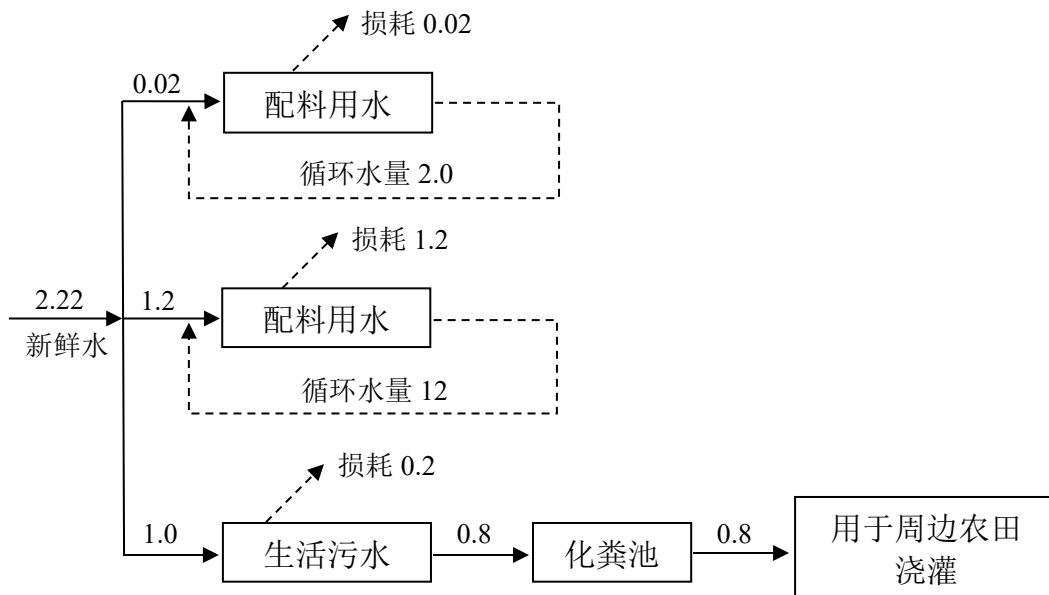 损耗 0.02
0.02
配料用水
循环水量 2.0
损耗 1.2
2.22
1.2
配料用水
新鲜水
循环水量 12
损耗 0.2
1.0
生活污水
0.8
化粪池
0.8
用于周边农田
浇灌